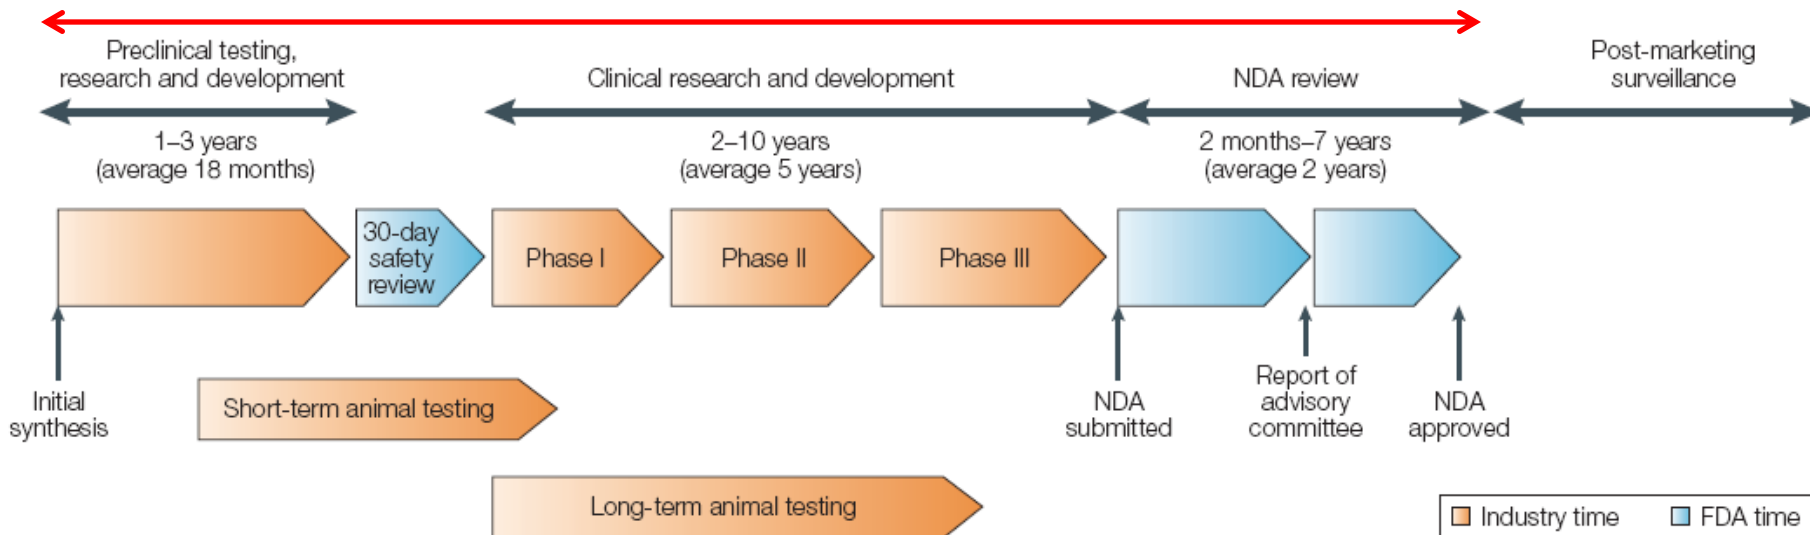 Preclinical testing,
research and development
Clinical research and development
NDA review
Post-marketing
surveillance
1–3 years
(average 18 months)
2–10 years
(average 5 years)
2 months–7 years
(average 2 years)
30-day
safety
review
Phase I
Phase II
Phase III
Initial
synthesis
Short-term animal testing
NDA
submitted
Report of
advisory
committee
NDA
approved
Long-term animal testing
Industry time
FDA time